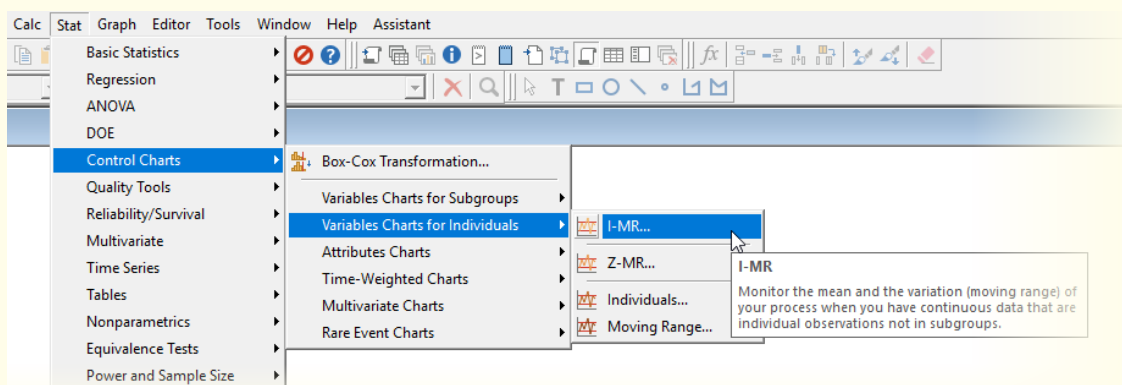 Calc Stat Graph Editor Tools Window Help Assistant
Basic Statistics
Regression
ANOVA
DOE
Control Charts
Quality Tools
Reliability/Survival
Multivariate
Time Series
Tables
Nonparametrics
Equivalence Tests
Power and Sample Size
Box-Cox Transformation...
Variables Charts for Subgroups
Variables Charts for Individuals
Attributes Charts
Time-Weighted Charts
Multivariate Charts
Rare Event Charts
I-MR...
Z-MR...
Individuals...
Moving Range...
I-MR
Monitor the mean and the variation (moving range) of
your process when you have continuous data that are
individual observations not in subgroups.
fx
T